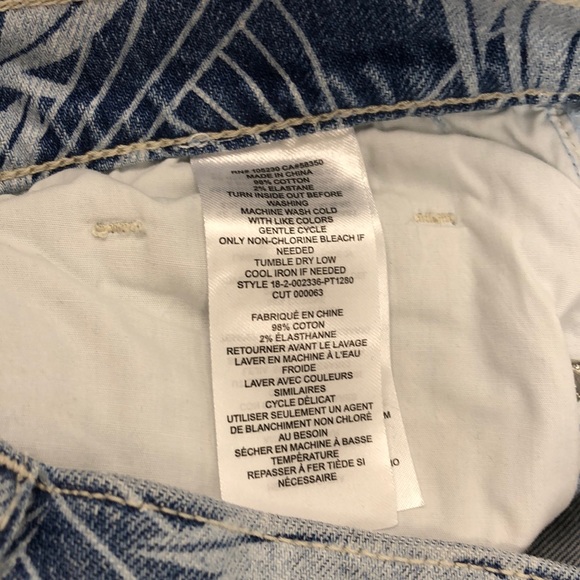 RN# 105230 CA#58350
MADE IN CHINA
98% COTTON
2% ELASTANE
TURN INSIDE OUT BEFORE
WASHING
MACHINE WASH COLD
WITH LIKE COLORS
GENTLE CYCLE
ONLY NON-CHLORINE BLEACH IF
NEEDED
TUMBLE DRY LOW
COOL IRON IF NEEDED
STYLE 18-2-002336-PT1280
CUT 000063
FABRIQUÉ EN CHINE
98% COTON
2% ÉLASTHANNE
RETOURNER AVANT LE LAVAGE
LAVER EN MACHINE À L'EAU
FROIDE
LAVER AVEC COULEURS
SIMILAIRES
CYCLE DÉLICAT
UTILISER SEULEMENT UN AGENT
DE BLANCHIMENT NON CHLORÉ
AU BESOIN
SÉCHER EN MACHINE À BASSE
TEMPÉRATURE
REPASSER À FER TIÈDE SI
NÉCESSAIRE